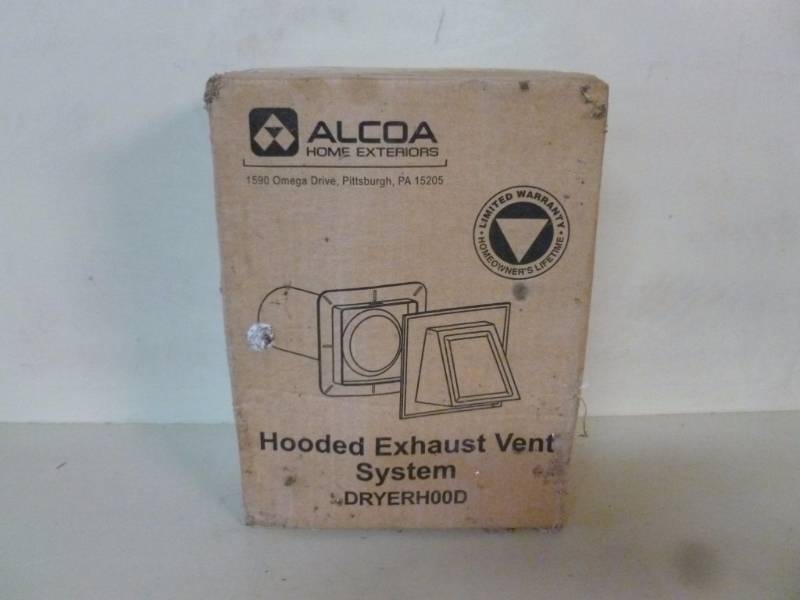 ALCOA
HOME EXTERIORS
1590 Omega Drive, Pittsburgh, PA 15205
LIMITED WARRANTY
HOMEOWNER'S LIFETIME
Hooded Exhaust Vent
System
DRYERH00D